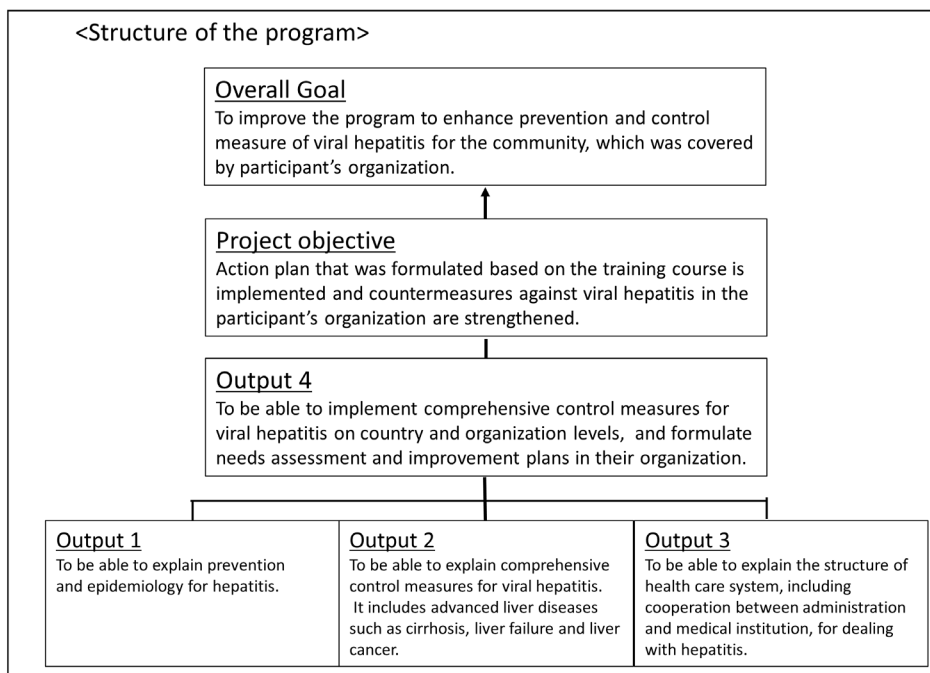 <Structure of the program>
Overall Goal
To improve the program to enhance prevention and control
measure of viral hepatitis for the community, which was covered
by participant’s organization.
Project objective
Action plan that was formulated based on the training course is
implemented and countermeasures against viral hepatitis in the
participant’s organization are strengthened.
Output 4
To be able to implement comprehensive control measures for
viral hepatitis on country and organization levels, and formulate
needs assessment and improvement plans in their organization.
Output 1
To be able to explain prevention
and epidemiology for hepatitis.
Output 2
To be able to explain comprehensive
control measures for viral hepatitis.
It includes advanced liver diseases
such as cirrhosis, liver failure and liver
cancer.
Output 3
To be able to explain the structure of
health care system, including
cooperation between administration
and medical institution, for dealing
with hepatitis.